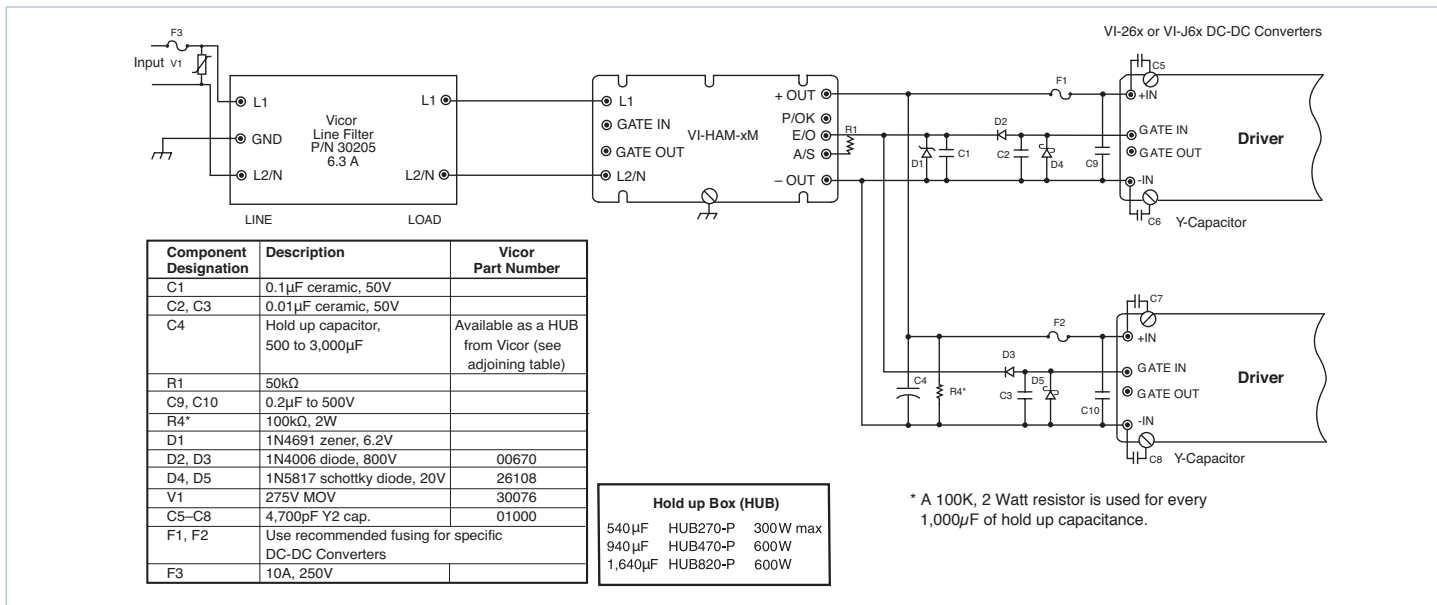 F3
Input V1
L1
GND
L2/N
Vicor
Line Filter
P/N 30205
6.3 A
L1
L2/N
LINE
LOAD
L1
GATE IN
GATE OUT
L2/N
VI-HAM-xM
+ OUT
P/OK
E/O
A/S
– OUT
R1
D1
C1
D2
C2
D4
F1
C9
VI-26x or VI-J6x DC-DC Converters
C5
+IN
GATE IN
GATE OUT
Driver
-IN
C6
Y-Capacitor
C7
F2
+IN
D3
C4
R4*
C3
D5
C10
GATE IN
GATE OUT
Driver
-IN
C8
Y-Capacitor
Component Designation Description Vicor Part Number
C1 0.1µF ceramic, 50V
C2, C3 0.01µF ceramic, 50V
C4 Hold up capacitor, Available as a HUB
500 to 3,000µF from Vicor (see
adjoining table)
R1 50kΩ
C9, C10 0.2µF to 500V
R4* 100kΩ, 2W
D1 1N4691 zener, 6.2V
D2, D3 1N4006 diode, 800V 00670
D4, D5 1N5817 schottky diode, 20V 26108
V1 275V MOV 30076
C5–C8 4,700pF Y2 cap. 01000
F1, F2 Use recommended fusing for specific
DC-DC Converters
F3 10A, 250V
Hold up Box (HUB)
540µF HUB270-P 300W max
940µF HUB470-P 600W
1,640µF HUB820-P 600W
* A 100K, 2 Watt resistor is used for every
1,000µF of hold up capacitance.